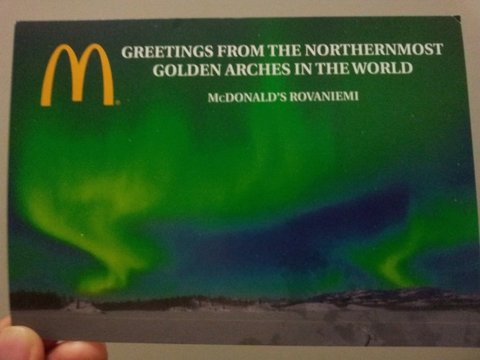 GREETINGS FROM THE NORTHERNMOST
GOLDEN ARCHES IN THE WORLD
McDONALD'S ROVANIEMI